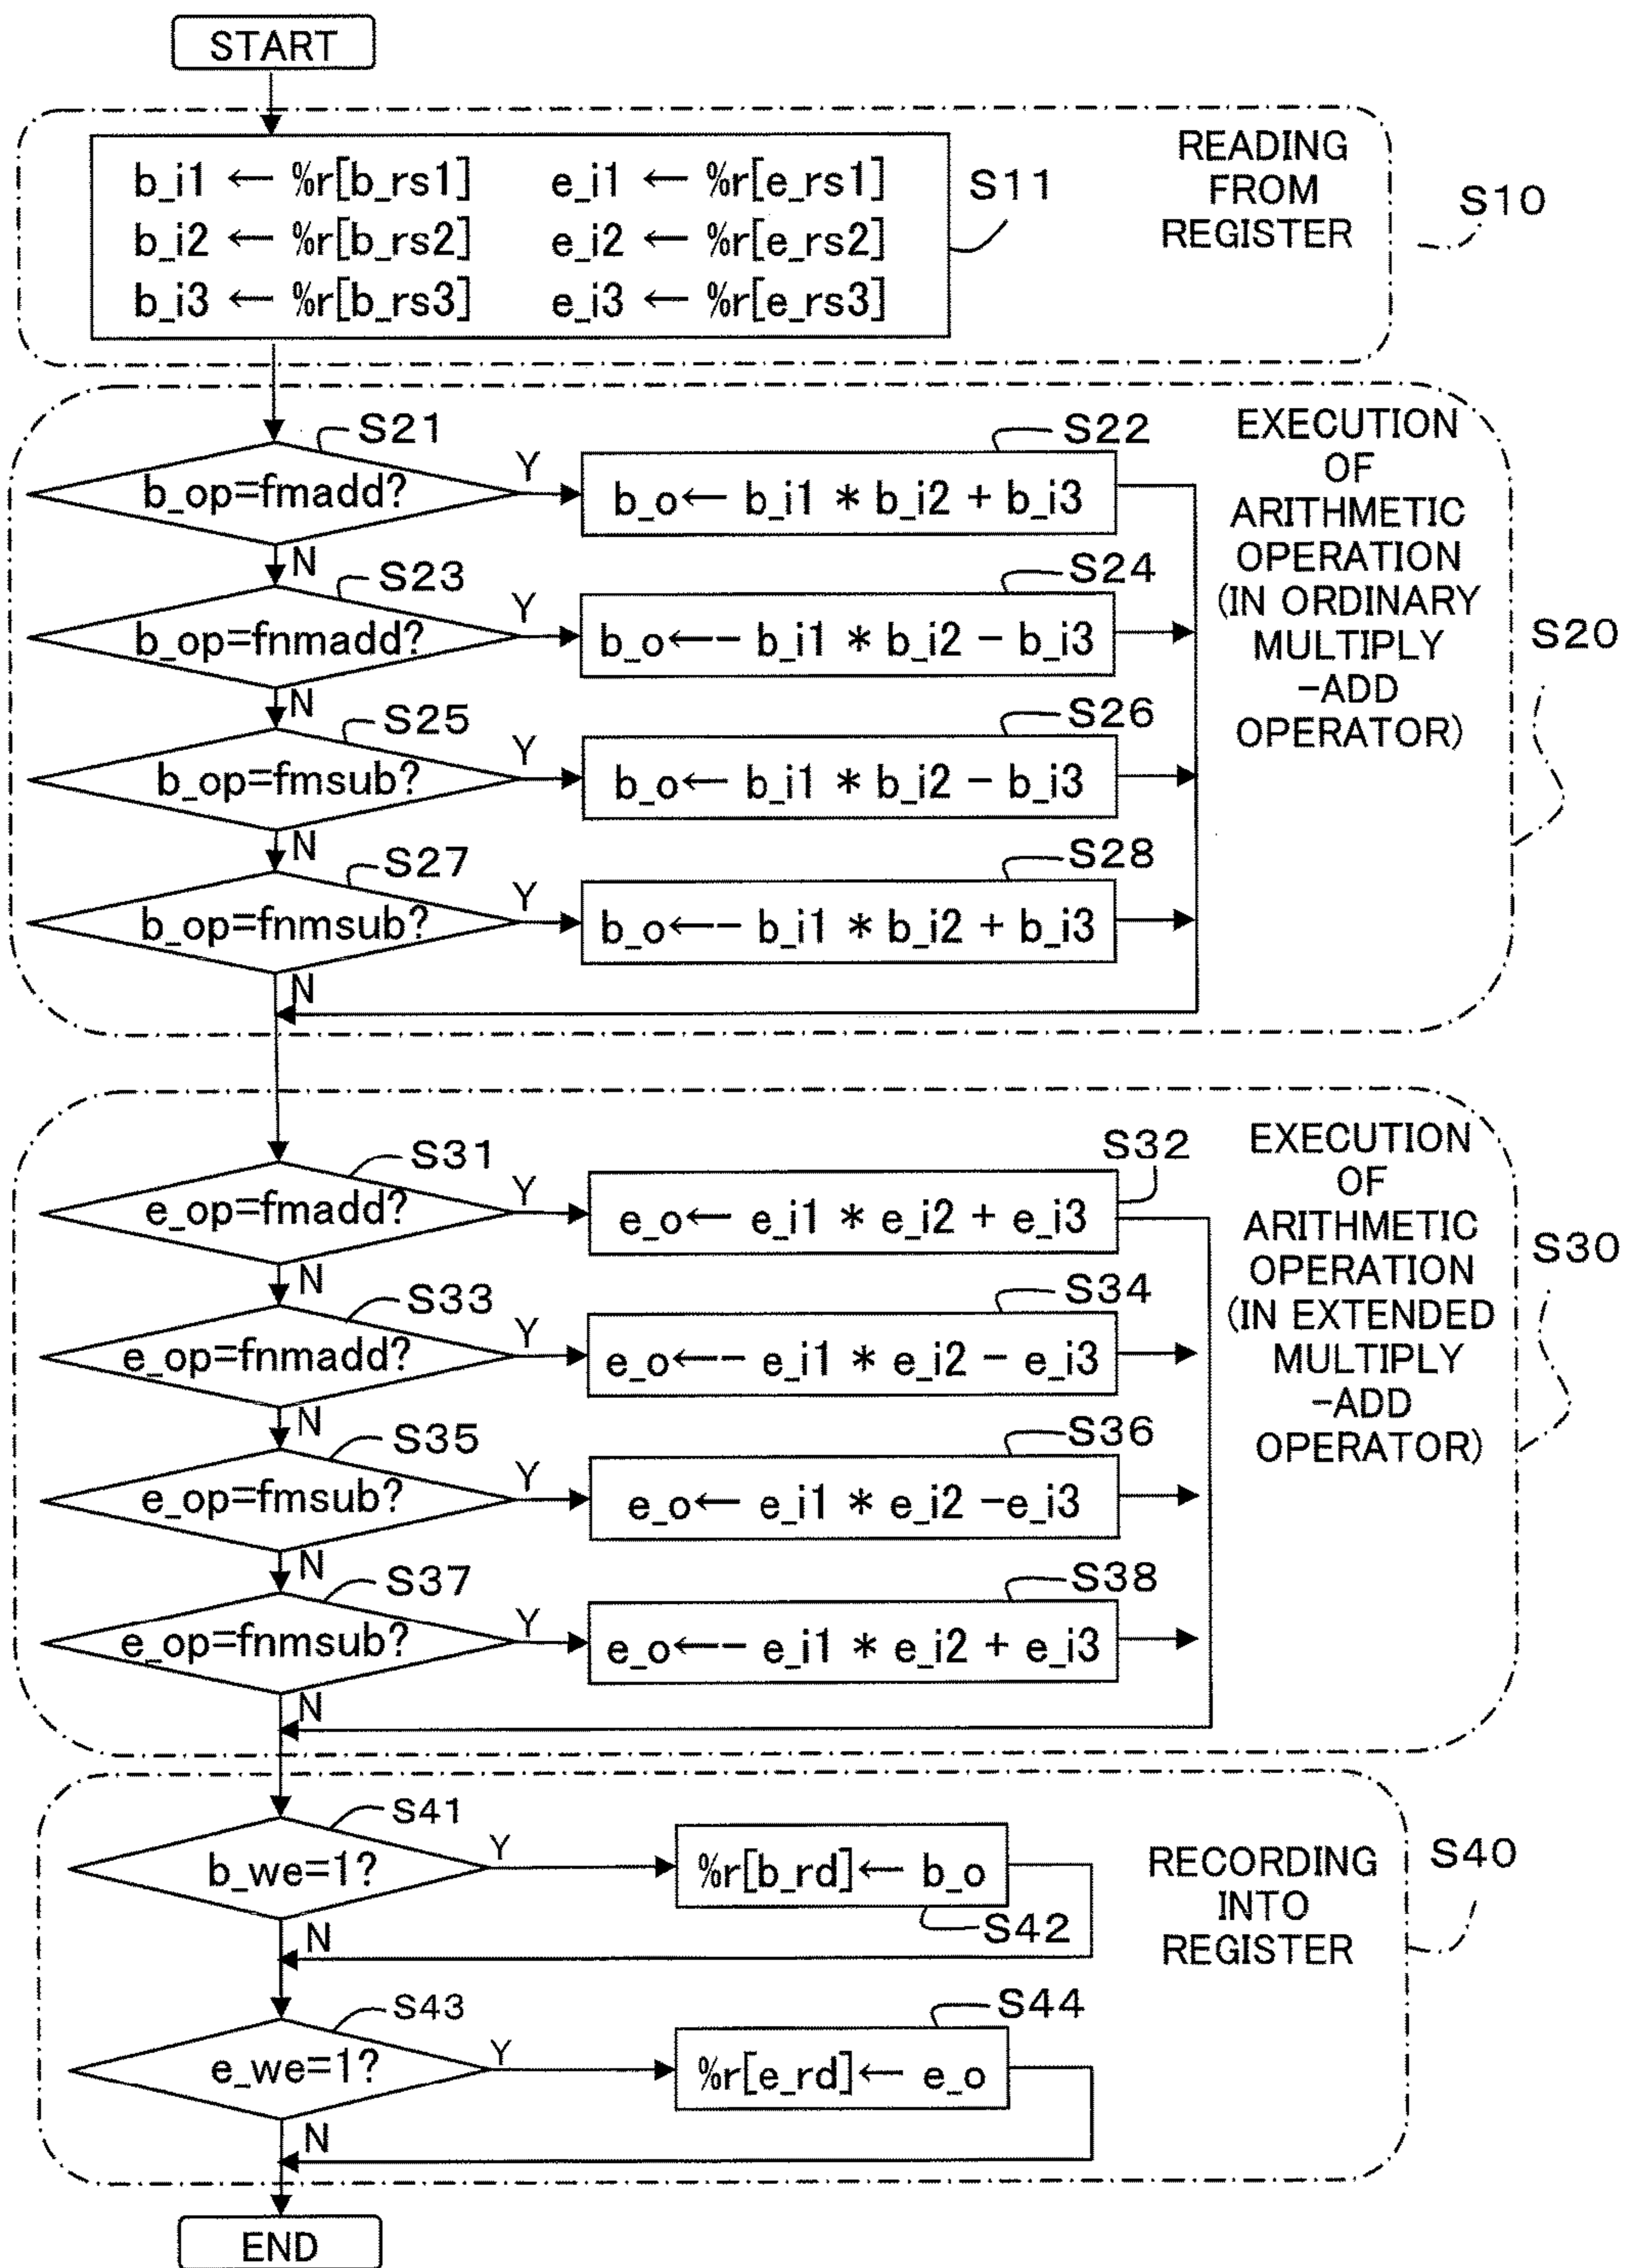 START
b_i1 ← %r[b_rs1] e_i1 ← %r[e_rs1]
b_i2 ← %r[b_rs2] e_i2 ← %r[e_rs2]
b_i3 ← %r[b_rs3] e_i3 ← %r[e_rs3]
S11
READING
FROM
REGISTER
S10
S21
b_op=fmadd?
Y
N
S22
b_o← b_i1 * b_i2 + b_i3
S23
b_op=fnmadd?
Y
N
S24
b_o←− b_i1 * b_i2 − b_i3
S25
b_op=fmsub?
Y
N
S26
b_o← b_i1 * b_i2 − b_i3
S27
b_op=fnmsub?
Y
N
S28
b_o←− b_i1 * b_i2 + b_i3
EXECUTION
OF
ARITHMETIC
OPERATION
(IN ORDINARY
MULTIPLY
-ADD
OPERATOR)
S20
S31
e_op=fmadd?
Y
N
S32
e_o← e_i1 * e_i2 + e_i3
S33
e_op=fnmadd?
Y
N
S34
e_o←− e_i1 * e_i2 − e_i3
S35
e_op=fmsub?
Y
N
S36
e_o← e_i1 * e_i2 −e_i3
S37
e_op=fnmsub?
Y
N
S38
e_o←− e_i1 * e_i2 + e_i3
EXECUTION
OF
ARITHMETIC
OPERATION
(IN EXTENDED
MULTIPLY
-ADD
OPERATOR)
S30
S41
b_we=1?
Y
N
%r[b_rd]← b_o
S42
S43
e_we=1?
Y
N
S44
%r[e_rd]← e_o
RECORDING
INTO
REGISTER
S40
END